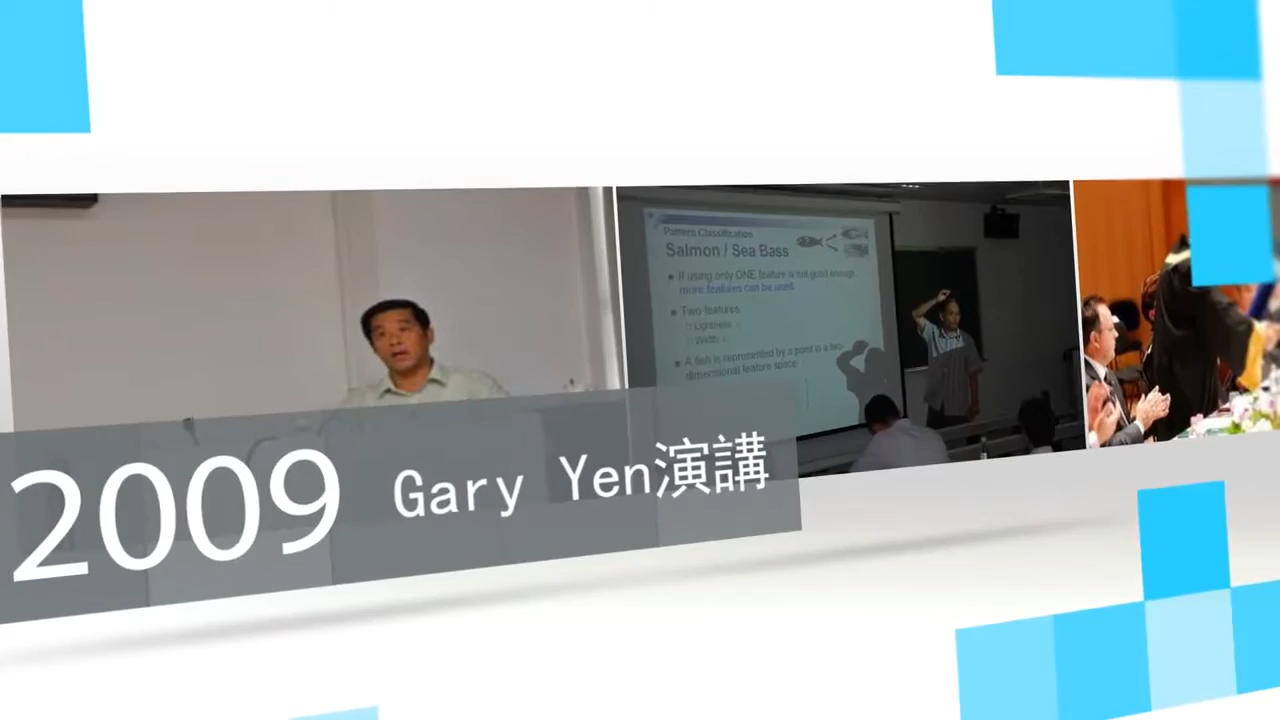 Pattern Classification
Salmon / Sea Bass
If using only ONE feature is not good enough,
more features can be used.
Two features
Lightness
Width
A fish is represented by a point in a two-
dimensional feature space
2009 Gary Yen演講